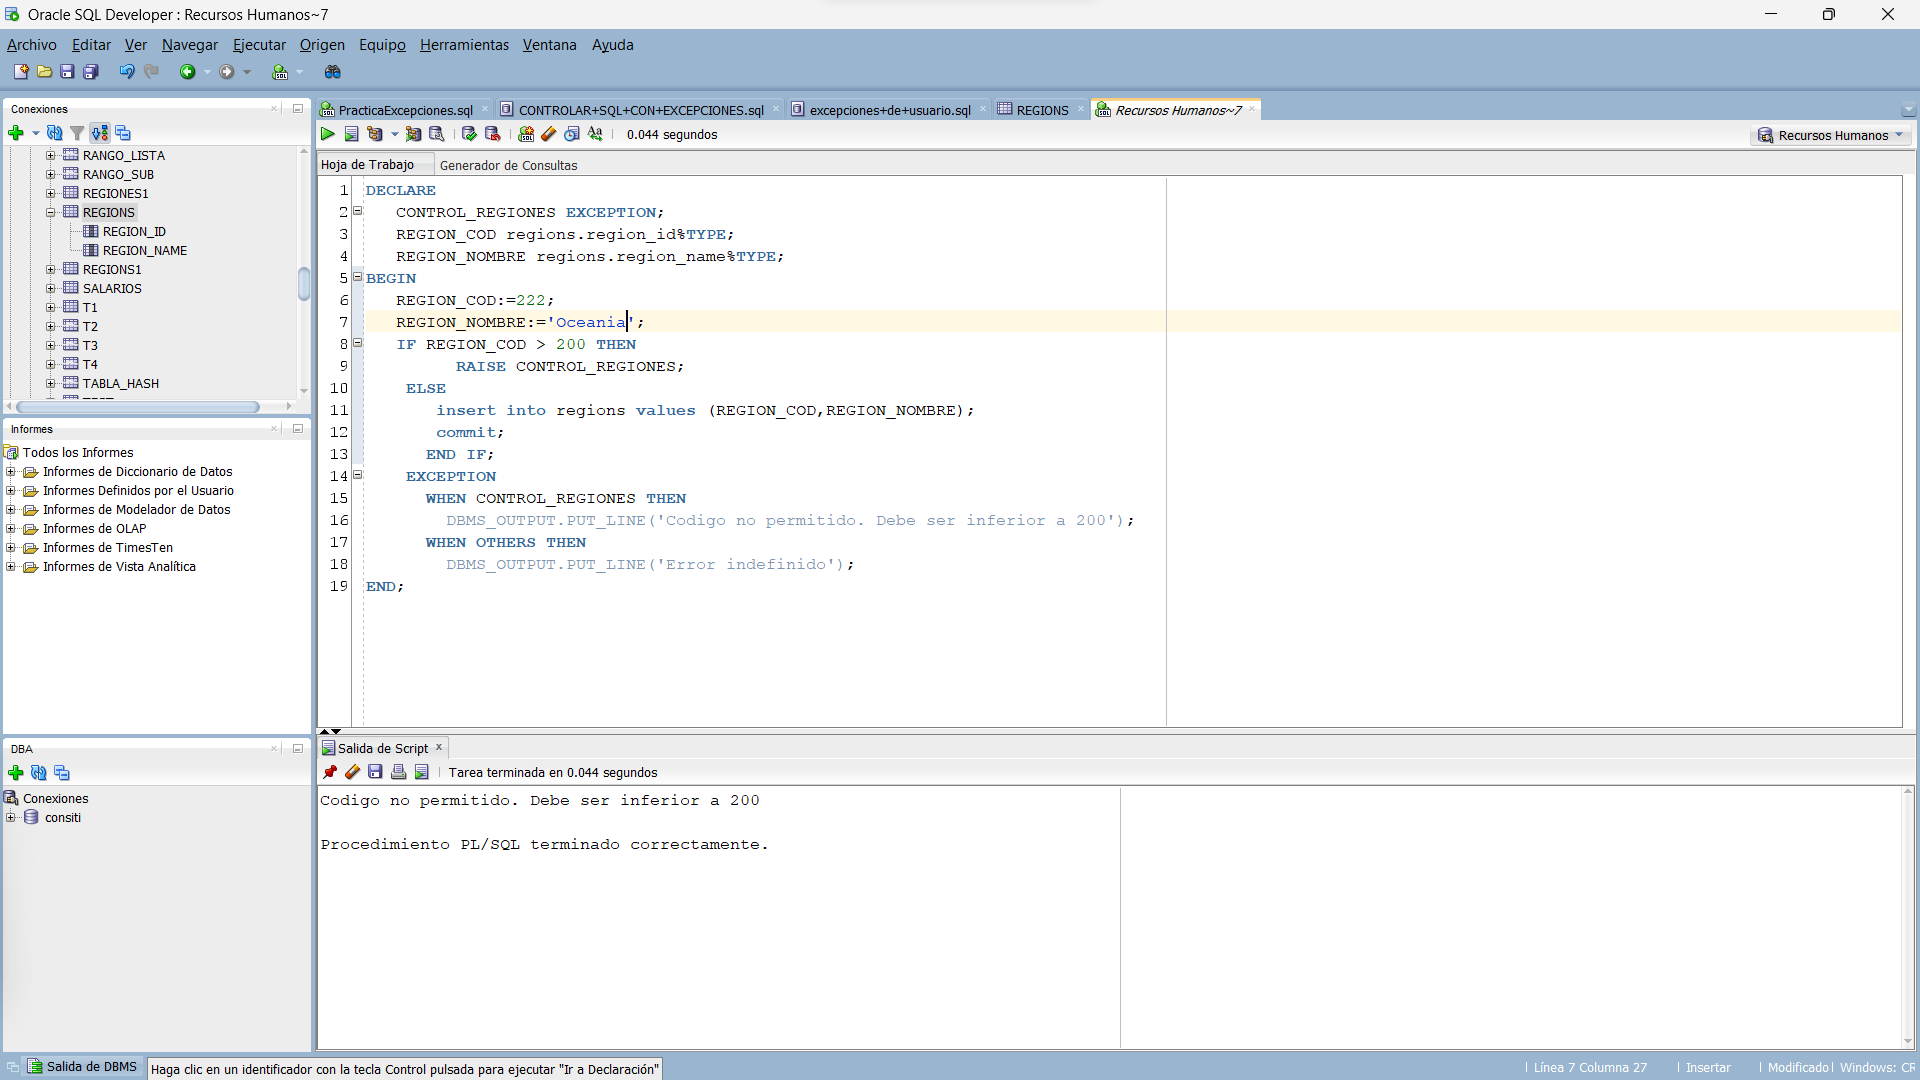 Oracle SQL Developer : Recursos Humanos~7
Archivo Editar Ver Navegar Ejecutar Origen Equipo Herramientas Ventana Ayuda
Conexiones
RANGO_LISTA
RANGO_SUB
REGIONES1
REGIONS
REGION_ID
REGION_NAME
REGIONS1
SALARIOS
T1
T2
T3
T4
TABLA_HASH
Informes
Todos los Informes
Informes de Diccionario de Datos
Informes Definidos por el Usuario
Informes de Modelador de Datos
Informes de OLAP
Informes de TimesTen
Informes de Vista Analítica
DBA
Conexiones
consiti
PracticaExcepciones.sql CONTROLAR+SQL+CON+EXCEPCIONES.sql excepciones+de+usuario.sql REGIONS Recursos Humanos~7
0.044 segundos
Recursos Humanos
Hoja de Trabajo Generador de Consultas
1 DECLARE
2 CONTROL_REGIONES EXCEPTION;
3 REGION_COD regions.region_id%TYPE;
4 REGION_NOMBRE regions.region_name%TYPE;
5 BEGIN
6 REGION_COD:=222;
7 REGION_NOMBRE:='Oceania';
8 IF REGION_COD > 200 THEN
9 RAISE CONTROL_REGIONES;
10 ELSE
11 insert into regions values (REGION_COD,REGION_NOMBRE);
12 commit;
13 END IF;
14 EXCEPTION
15 WHEN CONTROL_REGIONES THEN
16 DBMS_OUTPUT.PUT_LINE('Codigo no permitido. Debe ser inferior a 200');
17 WHEN OTHERS THEN
18 DBMS_OUTPUT.PUT_LINE('Error indefinido');
19 END;
Salida de Script
Tarea terminada en 0.044 segundos
Codigo no permitido. Debe ser inferior a 200
Procedimiento PL/SQL terminado correctamente.
Salida de DBMS
Haga clic en un identificador con la tecla Control pulsada para ejecutar "Ir a Declaración"
Línea 7 Columna 27 Insertar Modificado Windows: CR